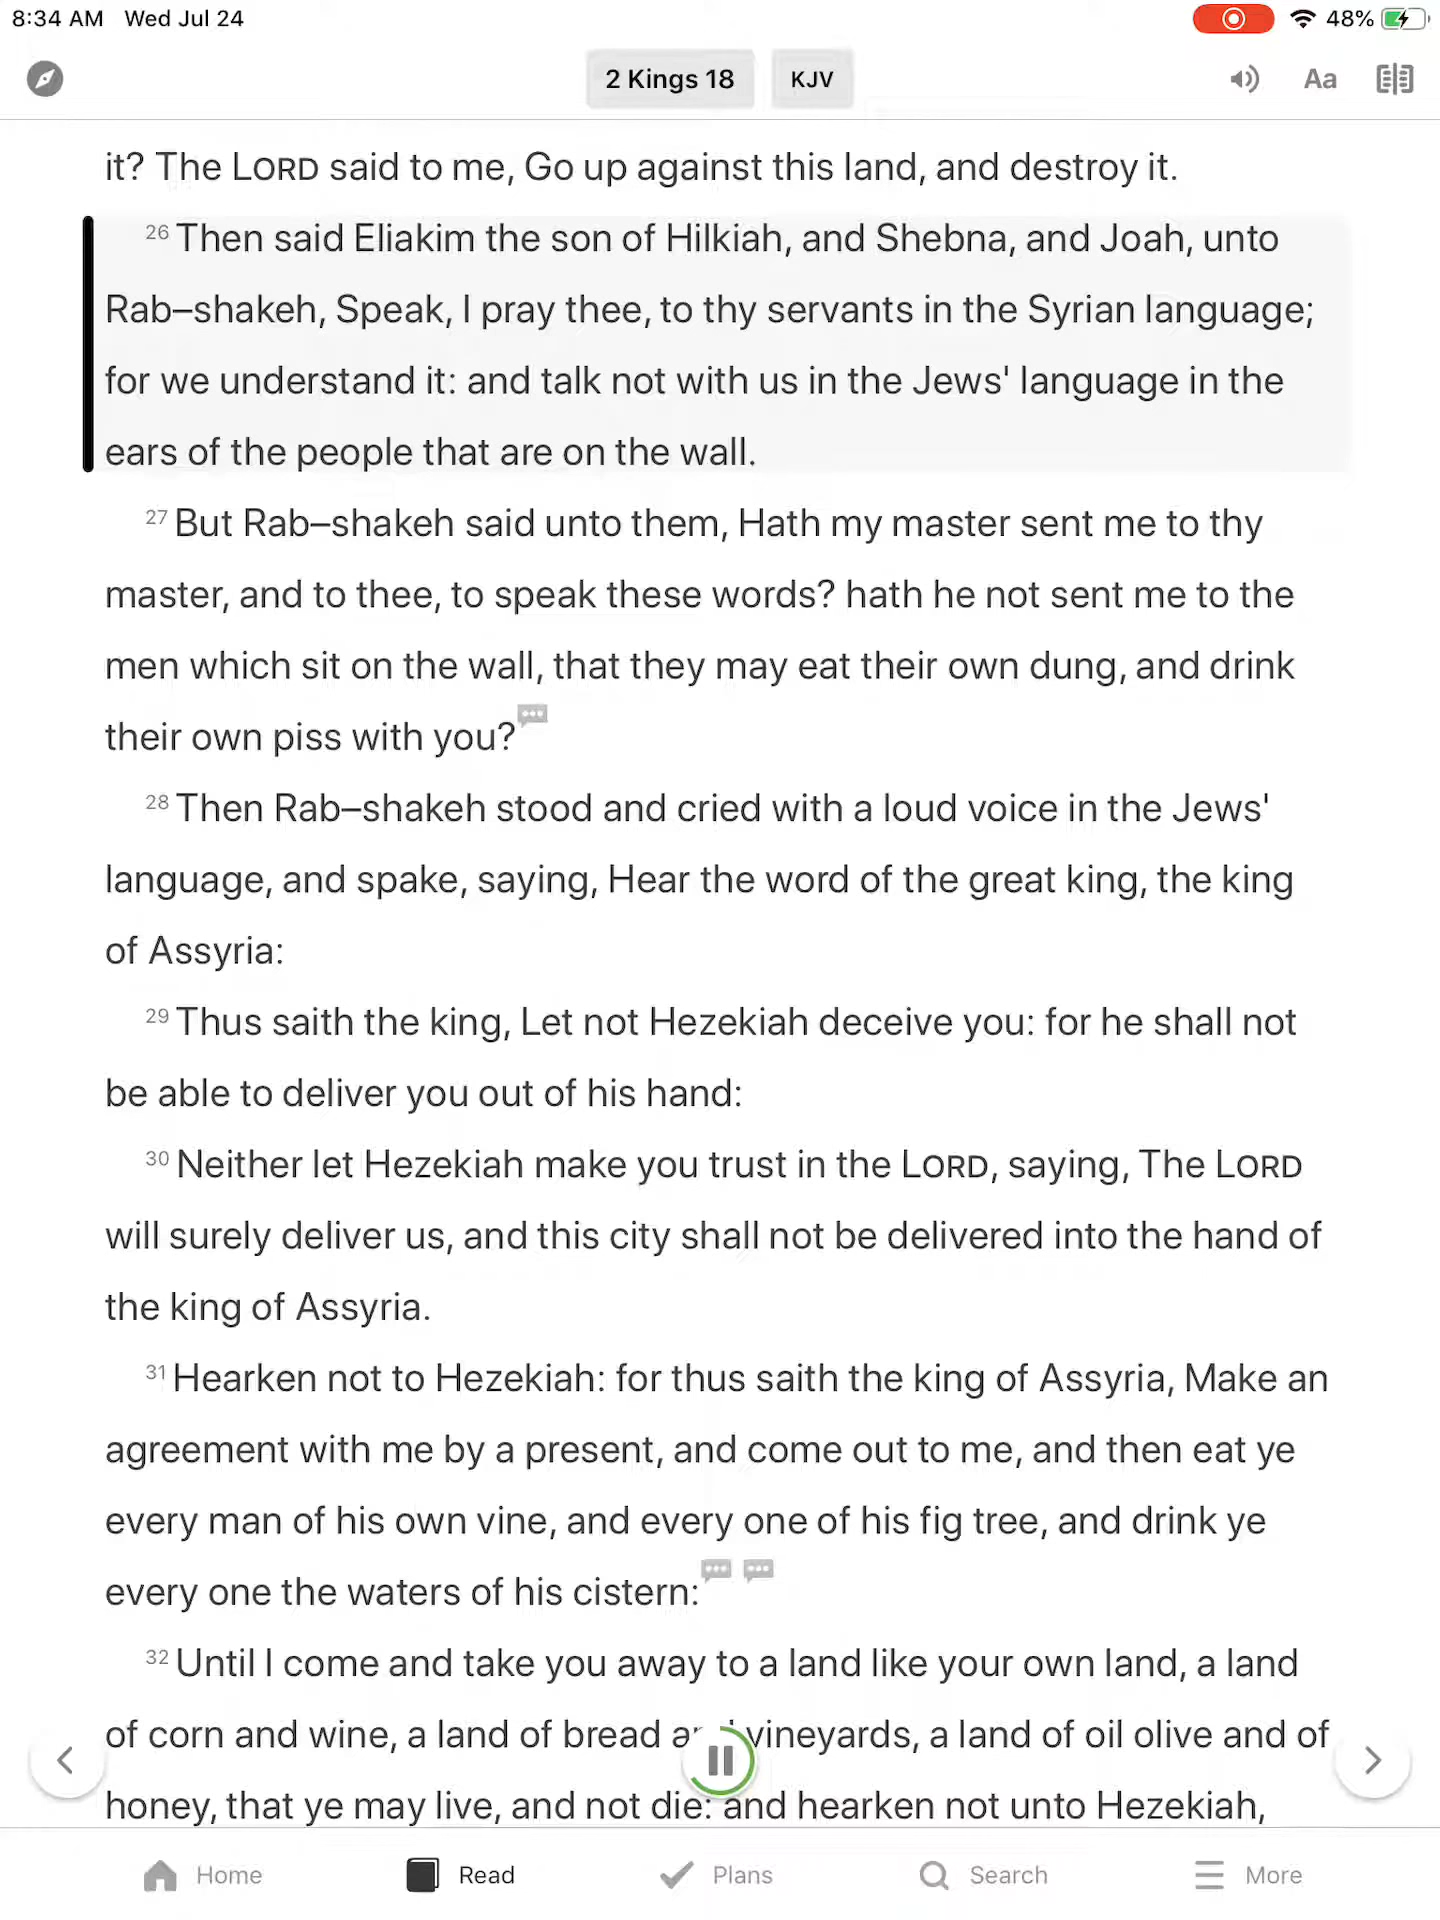 8:34 AM Wed Jul 24 48%
2 Kings 18 KJV Aa
it? The LORD said to me, Go up against this land, and destroy it.
26 Then said Eliakim the son of Hilkiah, and Shebna, and Joah, unto
Rab–shakeh, Speak, I pray thee, to thy servants in the Syrian language;
for we understand it: and talk not with us in the Jews' language in the
ears of the people that are on the wall.
27 But Rab–shakeh said unto them, Hath my master sent me to thy
master, and to thee, to speak these words? hath he not sent me to the
men which sit on the wall, that they may eat their own dung, and drink
their own piss with you?
28 Then Rab–shakeh stood and cried with a loud voice in the Jews'
language, and spake, saying, Hear the word of the great king, the king
of Assyria:
29 Thus saith the king, Let not Hezekiah deceive you: for he shall not
be able to deliver you out of his hand:
30 Neither let Hezekiah make you trust in the LORD, saying, The LORD
will surely deliver us, and this city shall not be delivered into the hand of
the king of Assyria.
31 Hearken not to Hezekiah: for thus saith the king of Assyria, Make an
agreement with me by a present, and come out to me, and then eat ye
every man of his own vine, and every one of his fig tree, and drink ye
every one the waters of his cistern:
32 Until I come and take you away to a land like your own land, a land
of corn and wine, a land of bread vineyards, a land of oil olive and of
honey, that ye may live, and not die: and hearken not unto Hezekiah,
Home Read Plans Search More